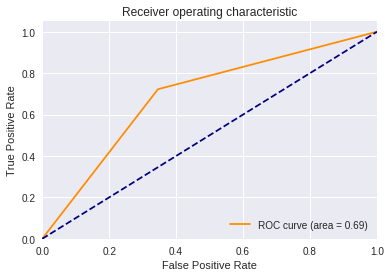 Receiver operating characteristic
1.0
0.8
0.6
0.4
0.2
0.0
True Positive Rate
ROC curve (area = 0.69)
0.0 0.2 0.4 0.6 0.8 1.0
False Positive Rate